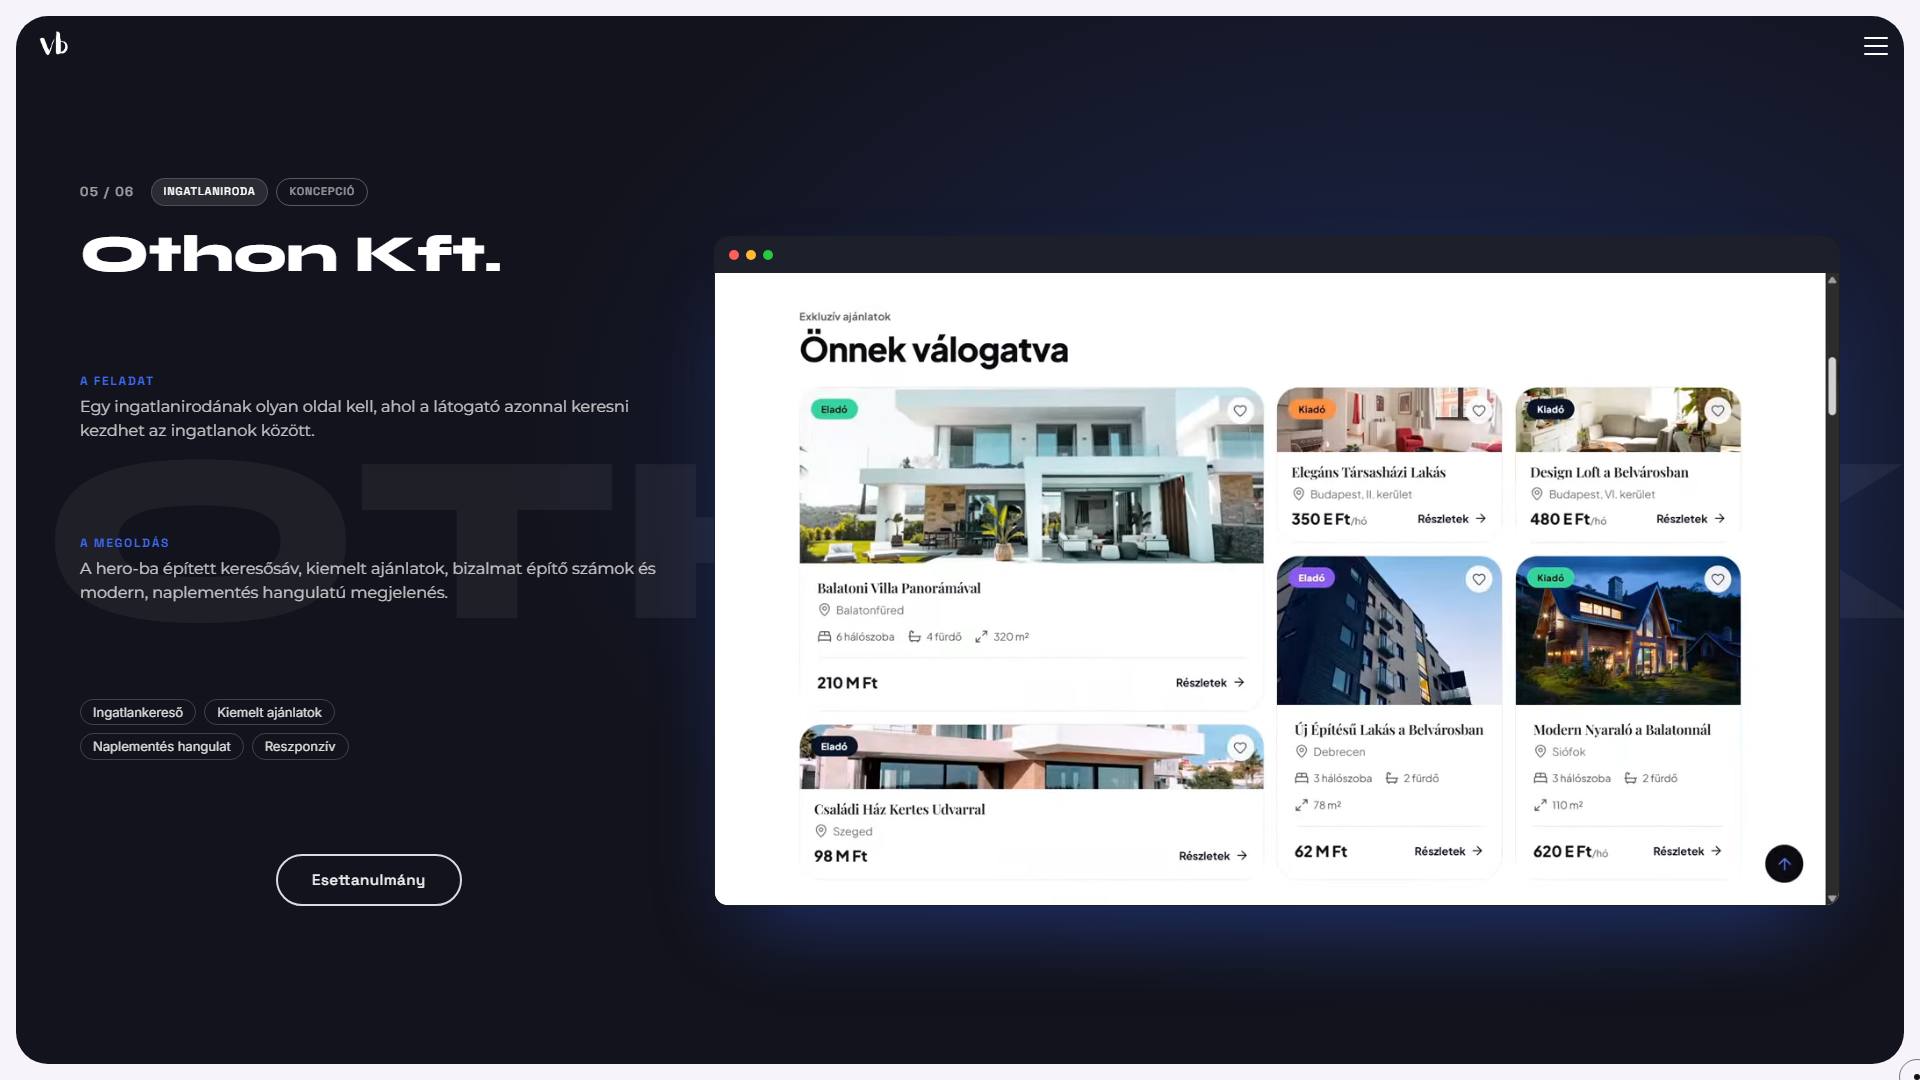 vb
05 / 06
INGATLANIRODA
KONCEPCIÓ
Othon Kft.
A FELADAT
Egy ingatlanirodának olyan oldal kell, ahol a látogató azonnal keresni
kezdhet az ingatlanok között.
A MEGOLDÁS
A hero-ba épített keresősáv, kiemelt ajánlatok, bizalmat építő számok és
modern, naplementés hangulatú megjelenés.
Ingatlankereső
Kiemelt ajánlatok
Naplementés hangulat
Reszponzív
Esettanulmány
Exkluzív ajánlatok
Önnek válogatva
Eladó
Balatoni Villa Panorámával
Balatonfüred
6 hálószoba 4 fürdő 320 m²
210 M Ft
Részletek
Eladó
Családi Ház Kertes Udvarral
Szeged
98 M Ft
Részletek
Kiadó
Elegáns Társasházi Lakás
Budapest, II. kerület
350 E Ft/hó
Részletek
Kiadó
Design Loft a Belvárosban
Budapest, VI. kerület
480 E Ft/hó
Részletek
Eladó
Új Építésű Lakás a Belvárosban
Debrecen
3 hálószoba 2 fürdő
78 m²
62 M Ft
Részletek
Kiadó
Modern Nyaraló a Balatonnál
Siófok
3 hálószoba 2 fürdő
110 m²
620 E Ft/hó
Részletek